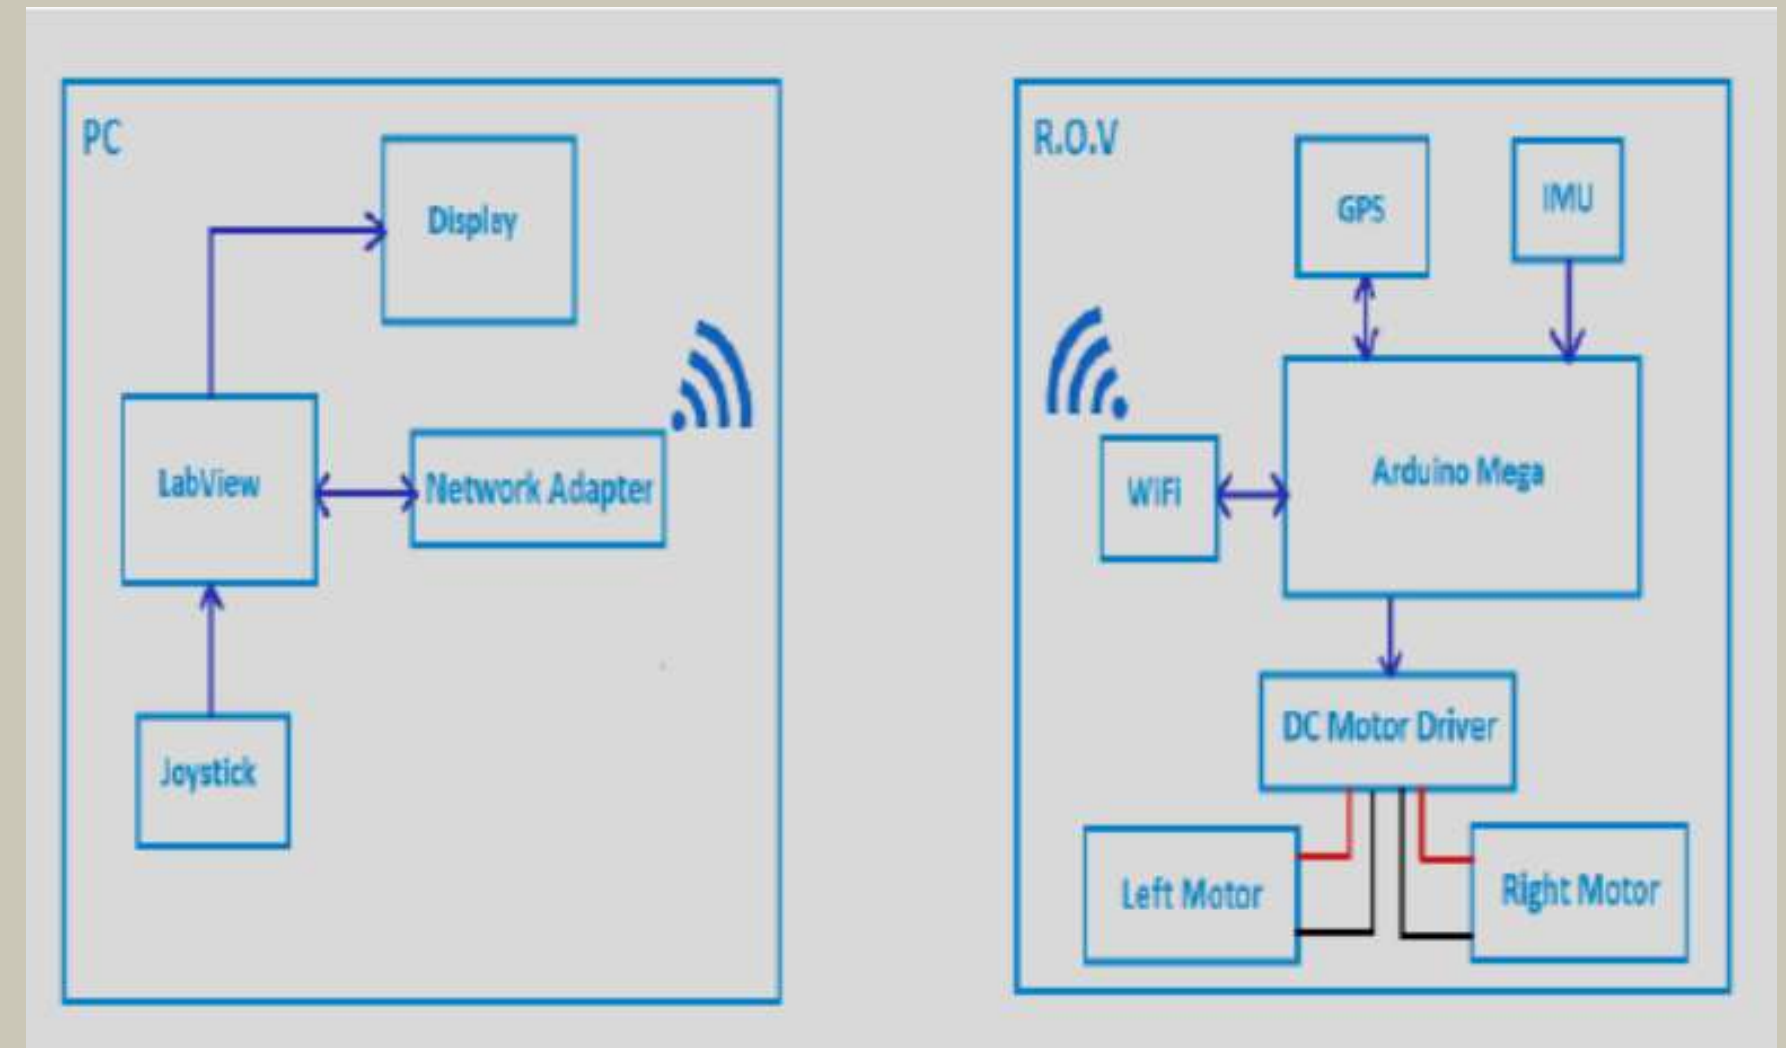 PC
Display
LabView
Network Adapter
Joystick
R.O.V
GPS
IMU
Arduino Mega
WIFI
DC Motor Driver
Left Motor
Right Motor